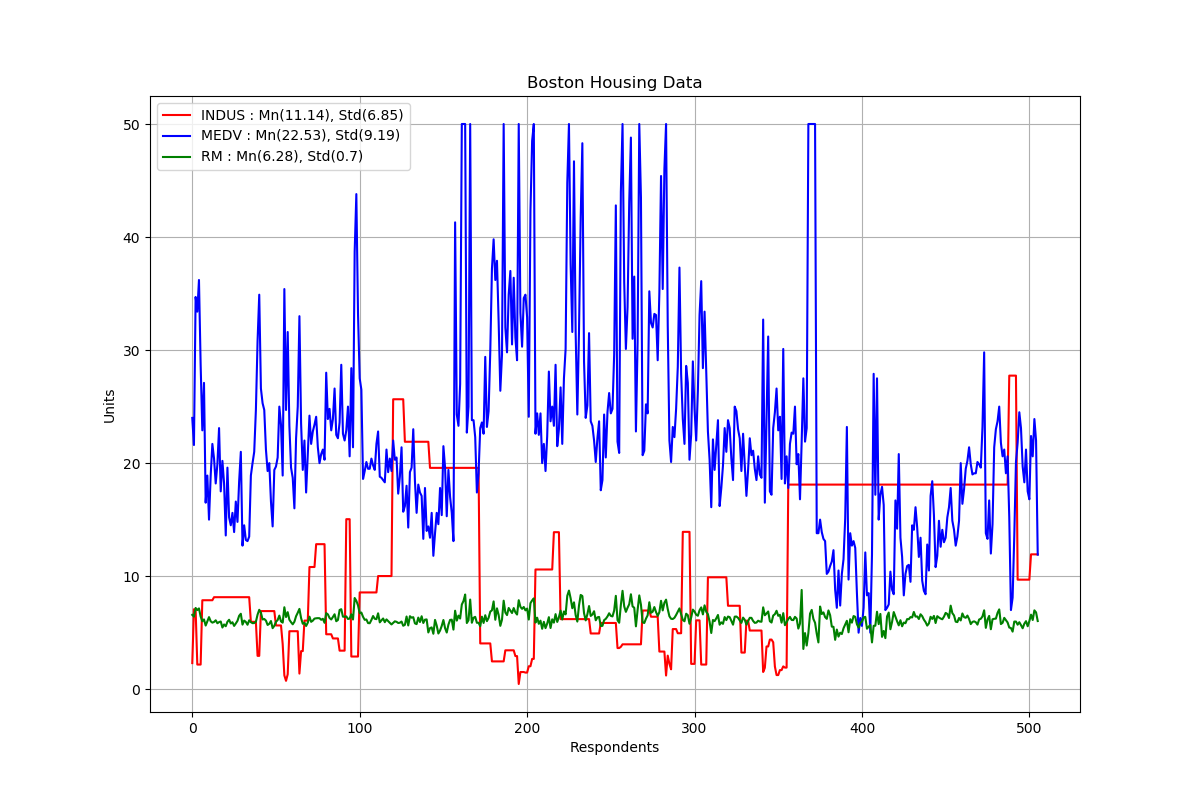 Boston Housing Data
INDUS : Mn(11.14), Std(6.85)
MEDV : Mn(22.53), Std(9.19)
RM : Mn(6.28), Std(0.7)
50
40
30
20
10
0
Units
0 100 200 300 400 500
Respondents